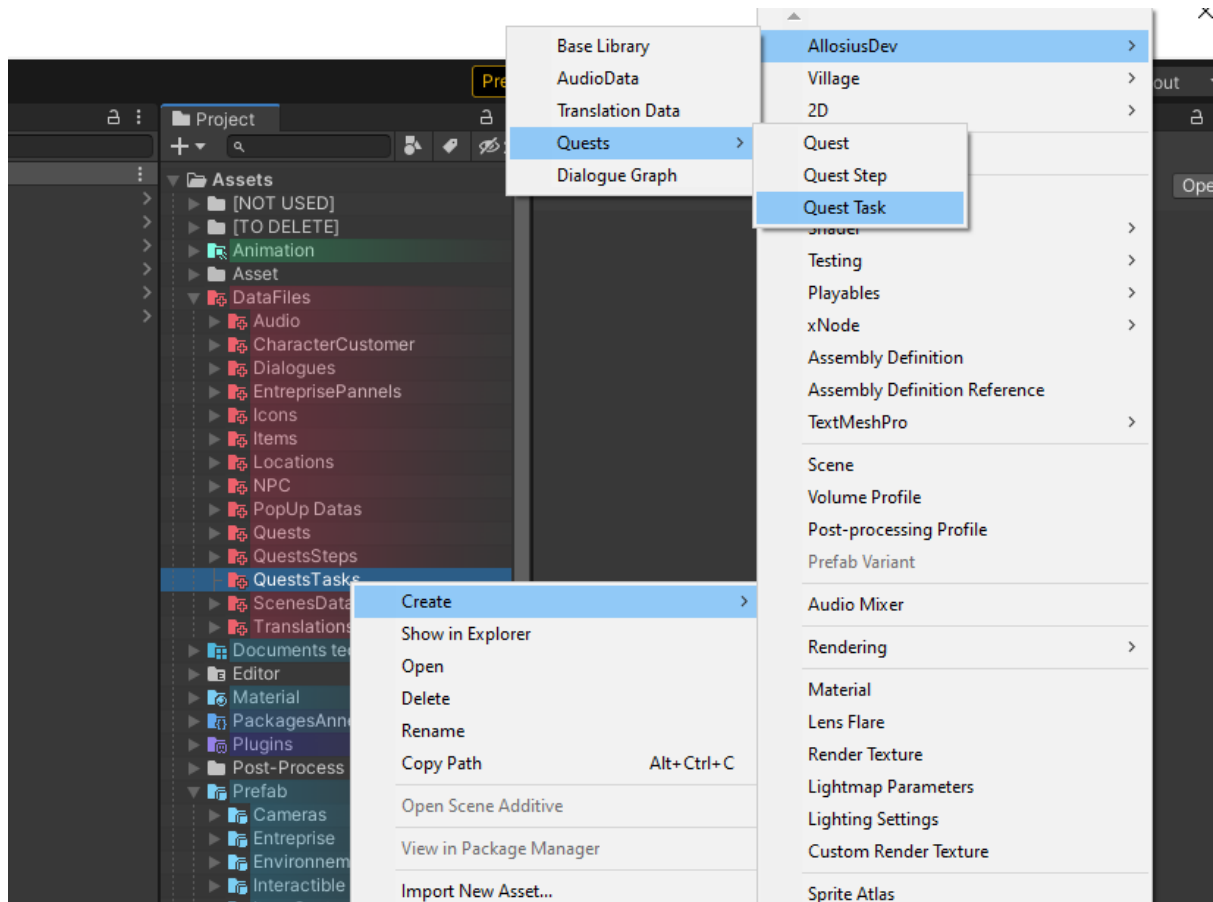 Pre
out
Project
Ope
Assets
[NOT USED]
[TO DELETE]
Animation
Asset
DataFiles
Audio
CharacterCustomer
Dialogues
EntreprisePannels
Icons
Items
Locations
NPC
PopUp Datas
Quests
QuestsSteps
QuestsTasks
ScenesData
Translations
Documents te
Editor
Material
PackagesAnn
Plugins
Post-Process
Prefab
Cameras
Entreprise
Environnem
Interactible
Create
Show in Explorer
Open
Delete
Rename
Copy Path Alt+Ctrl+C
Open Scene Additive
View in Package Manager
Import New Asset...
Base Library
AudioData
Translation Data
Quests
Dialogue Graph
Quest
Quest Step
Quest Task
AllosiusDev
Village
2D
Shader
Testing
Playables
xNode
Assembly Definition
Assembly Definition Reference
TextMeshPro
Scene
Volume Profile
Post-processing Profile
Prefab Variant
Audio Mixer
Rendering
Material
Lens Flare
Render Texture
Lightmap Parameters
Lighting Settings
Custom Render Texture
Sprite Atlas